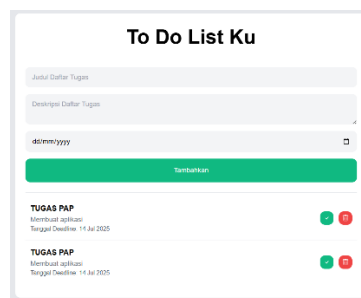 To Do List Ku
Judul Daftar Tugas
Deskripsi Daftar Tugas
dd/mm/yyyy
Tambahkan
TUGAS PAP
Membuat aplikasi
Tanggal Deadline: 14 Jul 2025
TUGAS PAP
Membuat aplikasi
Tanggal Deadline: 14 Jul 2025